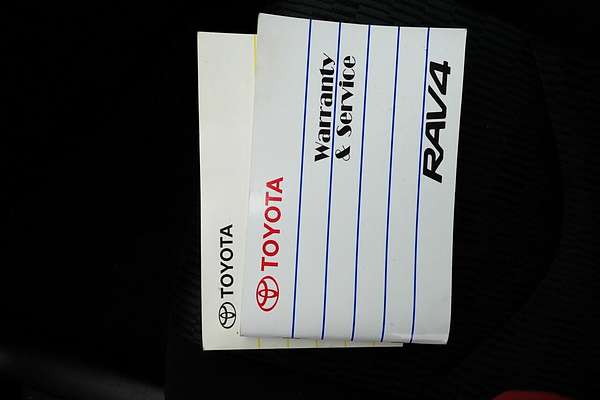 RAV4
Warranty
& Service
TOYOTA
TOYOTA